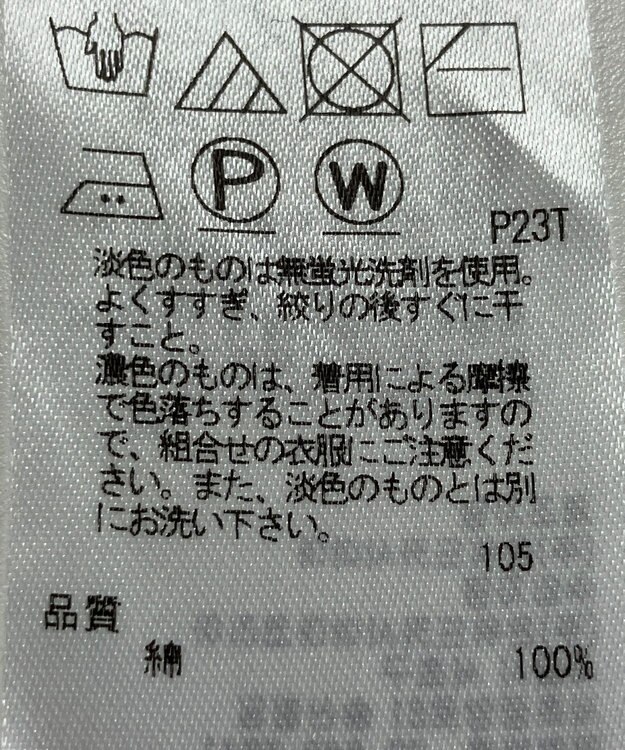 P W
P23T
淡色のものは無蛍光洗剤を使用。
よくすすぎ、絞りの後すぐに干
すこと。
濃色のものは、着用による摩擦
で色落ちすることがありますの
で、組合せの衣服にご注意くだ
さい。また、淡色のものとは別
にお洗い下さい。
105
品質
綿 100%